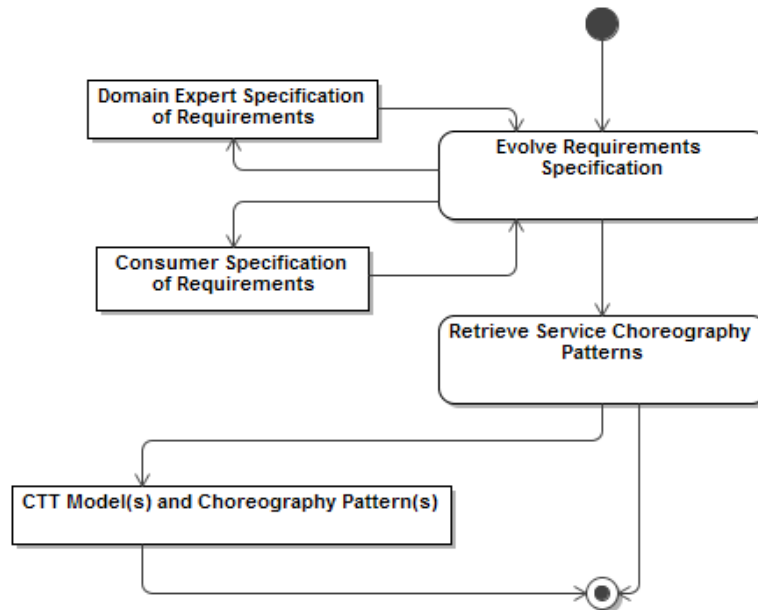 Domain Expert Specification
of Requirements
Evolve Requirements
Specification
Consumer Specification
of Requirements
Retrieve Service Choreography
Patterns
CTT Model(s) and Choreography Pattern(s)